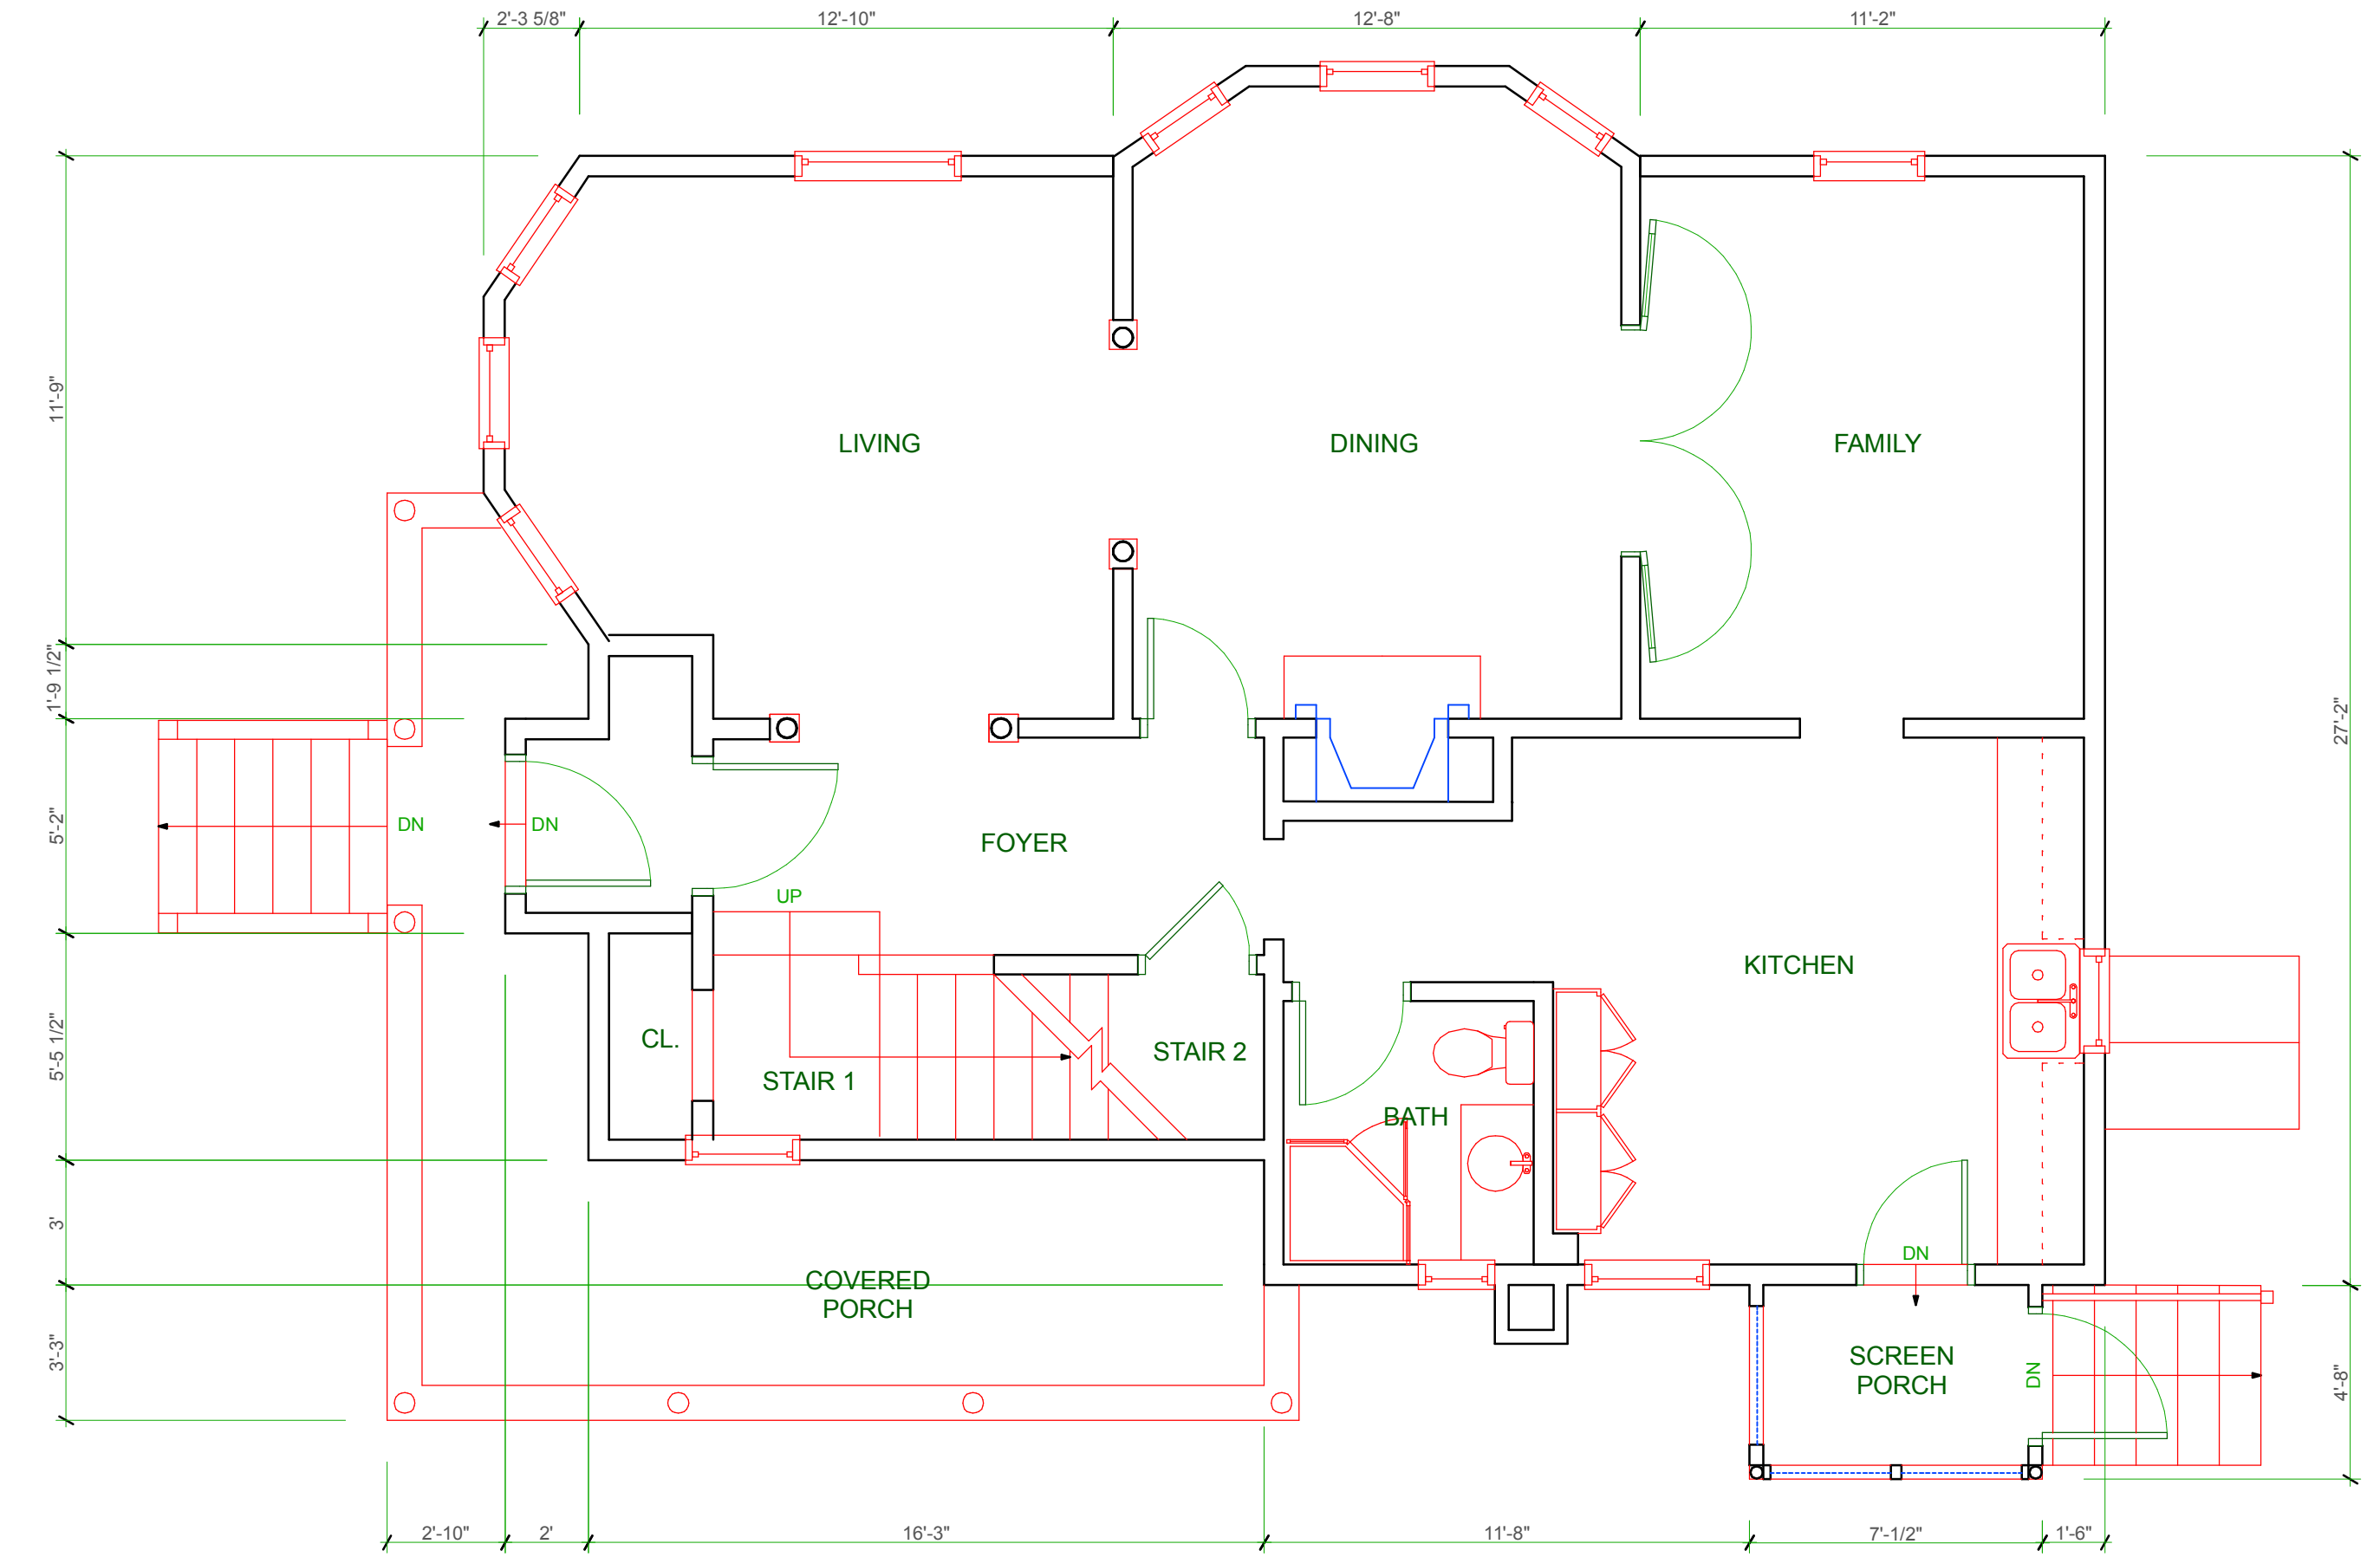 2'-3 5/8"
12'-10"
12'-8"
11'-2"
11'-9"
LIVING
DINING
FAMILY
1'-9 1/2"
27'-2"
5'-2"
DN
DN
FOYER
UP
KITCHEN
5'-5 1/2"
CL.
STAIR 1
STAIR 2
BATH
3'
DN
COVERED
PORCH
3'-3"
SCREEN
PORCH
DN
4'-8"
2'-10"
2'
16'-3"
11'-8"
7'-1/2"
1'-6"